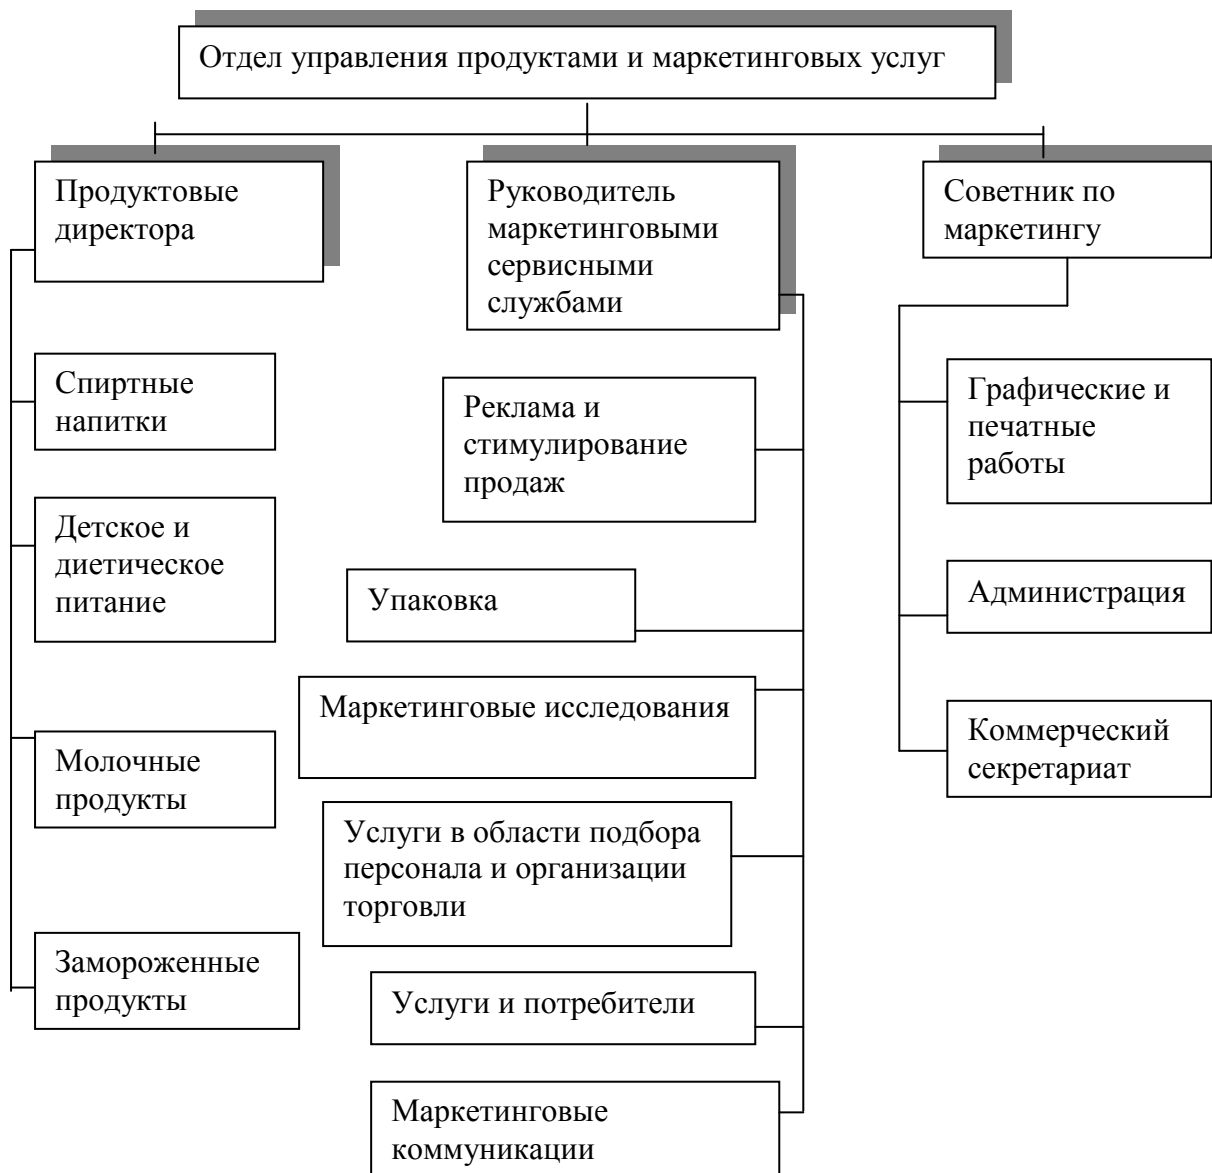 Отдел управления продуктами и маркетинговых услуг
Продуктовые
директора
Спиртные
напитки
Детское и
диетическое
питание
Молочные
продукты
Замороженные
продукты
Руководитель
маркетинговыми
сервисными
службами
Реклама и
стимулирование
продаж
Упаковка
Маркетинговые исследования
Услуги в области подбора
персонала и организации
торговли
Услуги и потребители
Маркетинговые
коммуникации
Советник по
маркетингу
Графические и
печатные
работы
Администрация
Коммерческий
секретариат